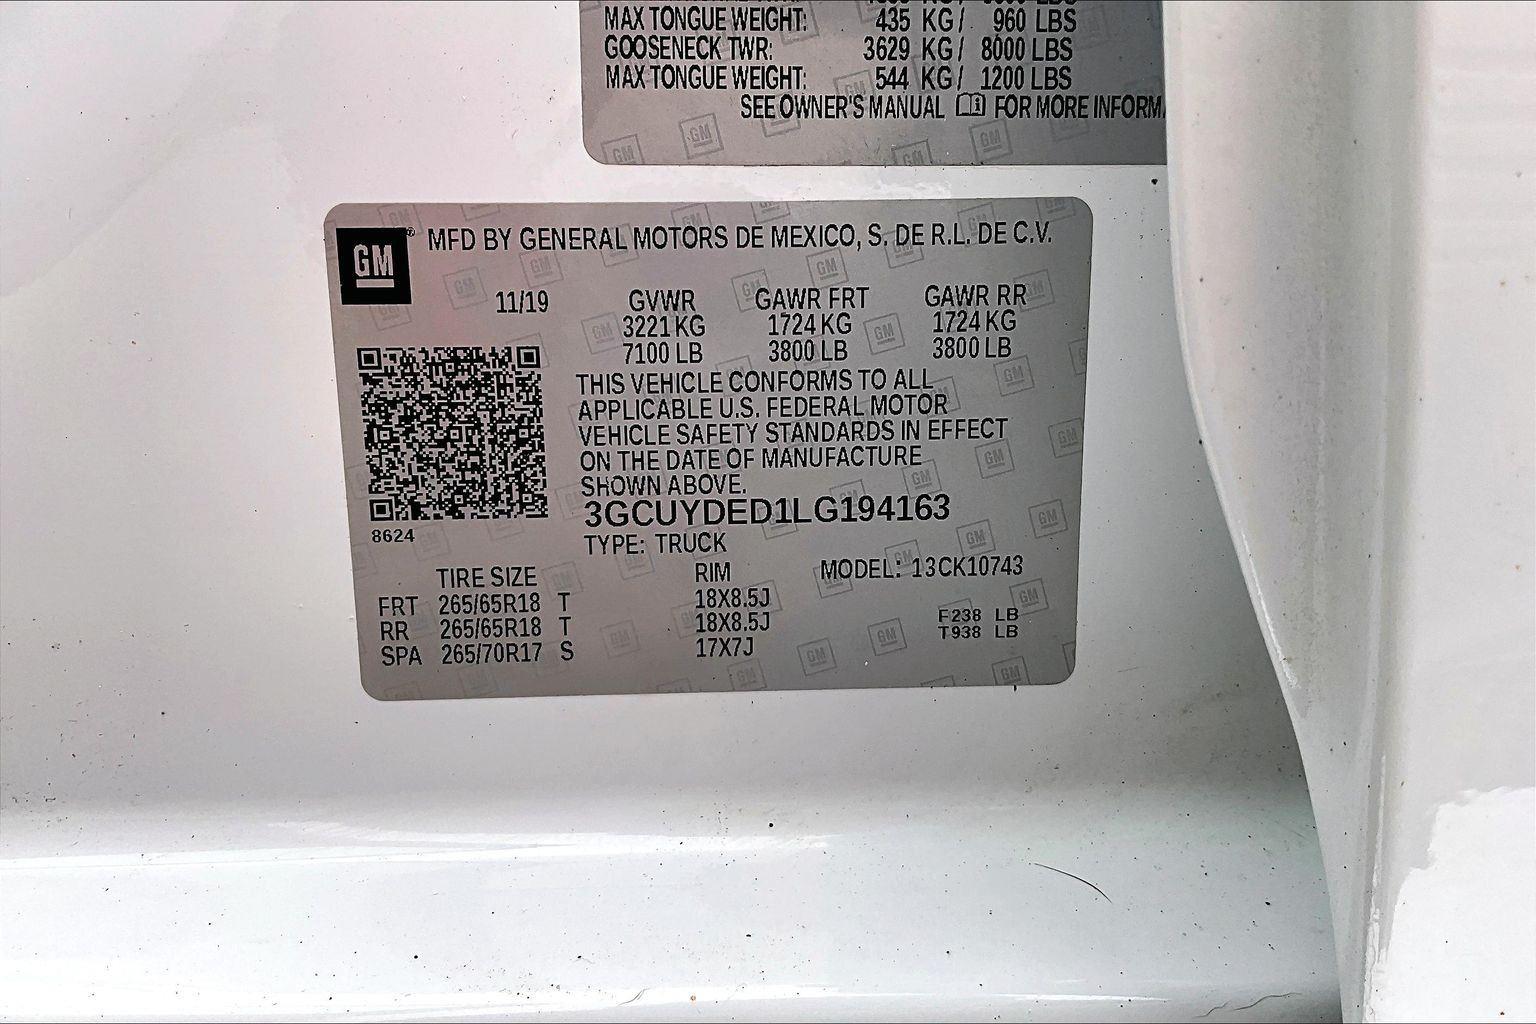 MAX TONGUE WEIGHT: 435 KG/ 960 LBS
GOOSENECK TWR: 3629 KG/ 8000 LBS
MAX TONGUE WEIGHT: 544 KG/ 1200 LBS
SEE OWNER'S MANUAL FOR MORE INFORMA
GM® MFD BY GENERAL MOTORS DE MEXICO, S. DE R.L. DE C.V.
11/19 GVWR GAWR FRT GAWR RR
3221 KG 1724 KG 1724 KG
7100 LB 3800 LB 3800 LB
THIS VEHICLE CONFORMS TO ALL
APPLICABLE U.S. FEDERAL MOTOR
VEHICLE SAFETY STANDARDS IN EFFECT
ON THE DATE OF MANUFACTURE
SHOWN ABOVE.
3GCUYDED1LG194163
8624
TYPE: TRUCK
TIRE SIZE RIM MODEL: 13CK10743
FRT 265/65R18 T 18X8.5J
RR 265/65R18 T 18X8.5J
SPA 265/70R17 S 17X7J
F238 LB
T938 LB